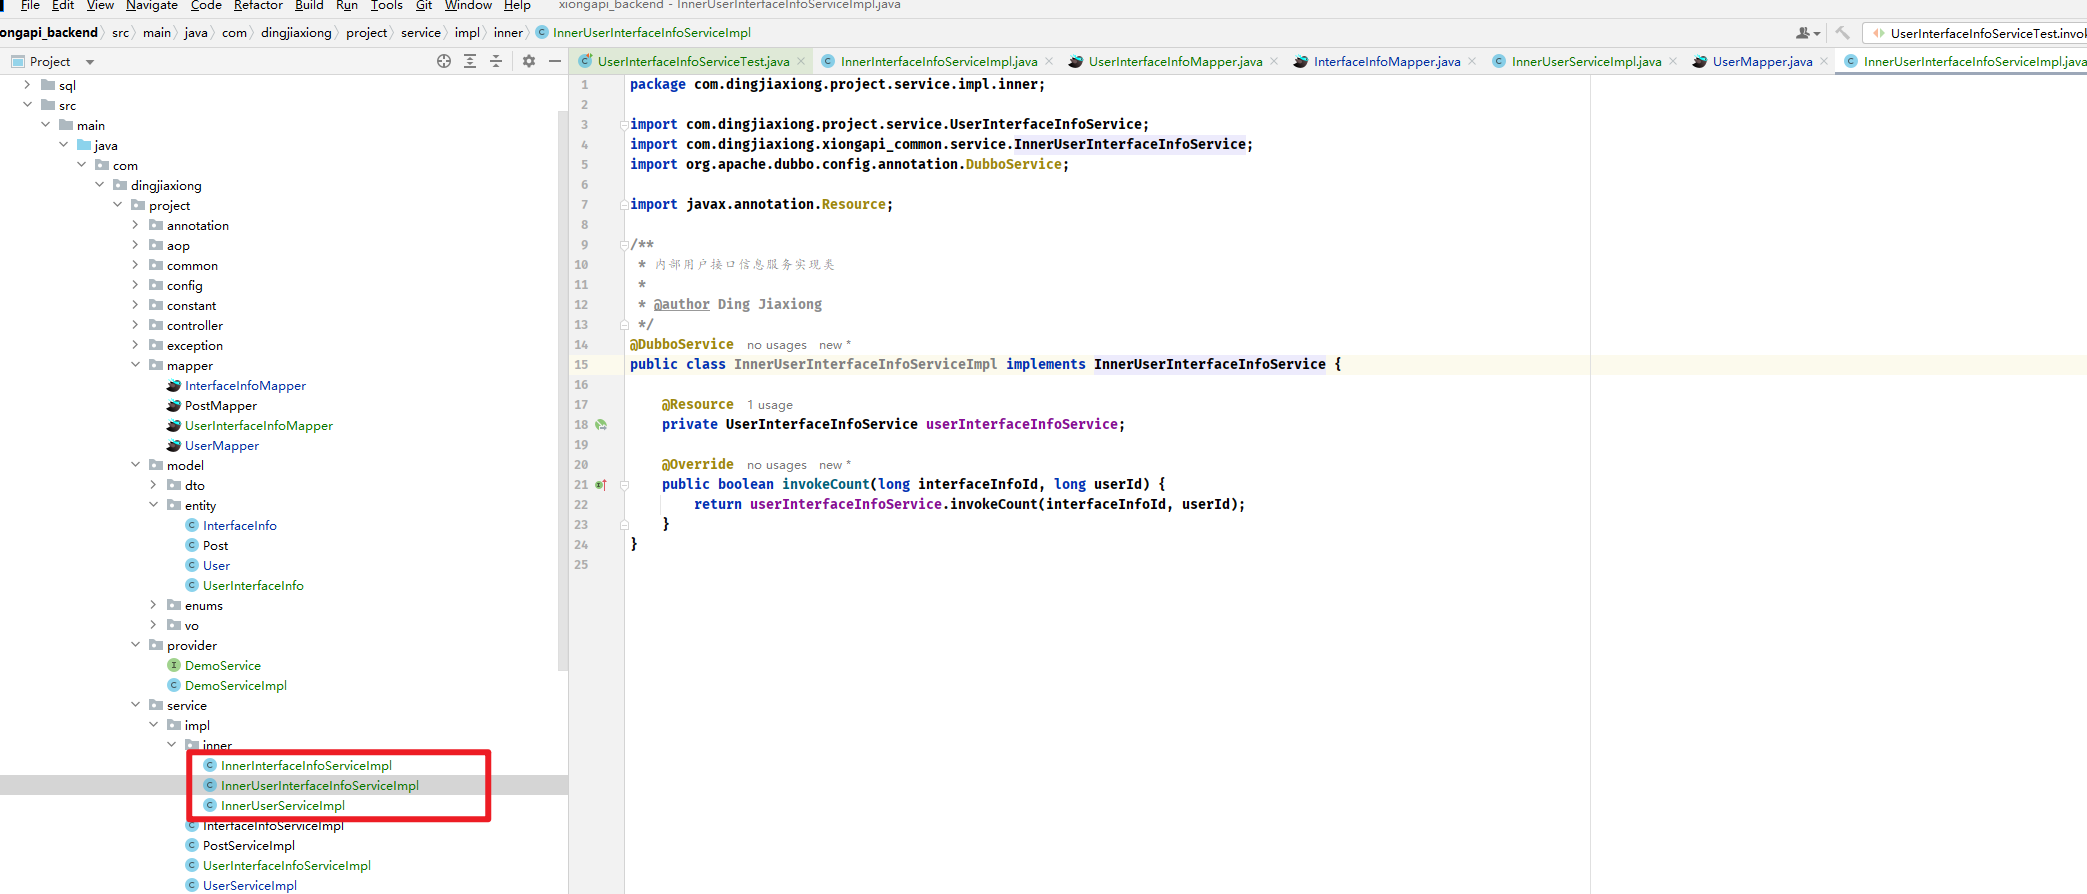 File Edit View Navigate Code Refactor Build Run Tools Git Window Help xiongapi_backend - InnerUserInterfaceInfoServiceImpl.java
ongapi_backend src main java com dingjiaxiong project service impl inner InnerUserInterfaceInfoServiceImpl
UserInterfaceInfoServiceTest.invok
Project
UserInterfaceInfoServiceTest.java InnerInterfaceInfoServiceImpl.java UserInterfaceInfoMapper.java InterfaceInfoMapper.java InnerUserServiceImpl.java UserMapper.java InnerUserInterfaceInfoServiceImpl.java
sql
src
main
java
com
dingjiaxiong
project
annotation
aop
common
config
constant
controller
exception
mapper
InterfaceInfoMapper
PostMapper
UserInterfaceInfoMapper
UserMapper
model
dto
entity
InterfaceInfo
Post
User
UserInterfaceInfo
enums
vo
provider
DemoService
DemoServiceImpl
service
impl
inner
InnerInterfaceInfoServiceImpl
InnerUserInterfaceInfoServiceImpl
InnerUserServiceImpl
InterfaceInfoServiceImpl
PostServiceImpl
UserInterfaceInfoServiceImpl
UserServiceImpl
1 package com.dingjiaxiong.project.service.impl.inner;
2
3 import com.dingjiaxiong.project.service.UserInterfaceInfoService;
4 import com.dingjiaxiong.xiongapi_common.service.InnerUserInterfaceInfoService;
5 import org.apache.dubbo.config.annotation.DubboService;
6
7 import javax.annotation.Resource;
8
9 /**
10 * 内部用户接口信息服务实现类
11 *
12 * @author Ding Jiaxiong
13 */
14 @DubboService no usages new *
15 public class InnerUserInterfaceInfoServiceImpl implements InnerUserInterfaceInfoService {
16
17 @Resource 1 usage
18 private UserInterfaceInfoService userInterfaceInfoService;
19
20 @Override no usages new *
21 public boolean invokeCount(long interfaceInfoId, long userId) {
22 return userInterfaceInfoService.invokeCount(interfaceInfoId, userId);
23 }
24 }
25